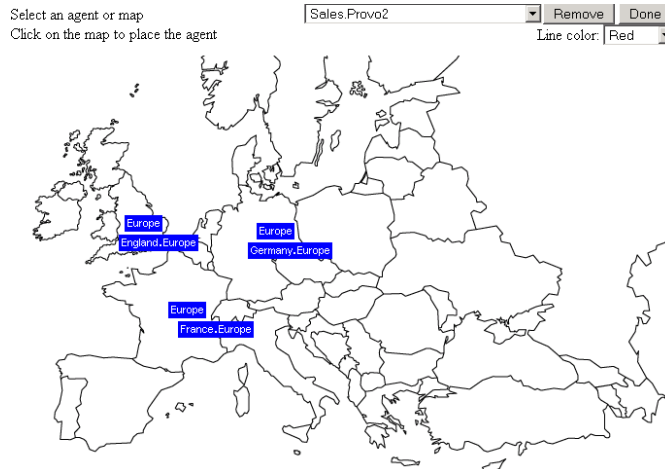 Select an agent or map
Sales.Provo2
Remove
Done
Click on the map to place the agent
Line color:
Red
Europe
England.Europe
Europe
Germany.Europe
Europe
France.Europe